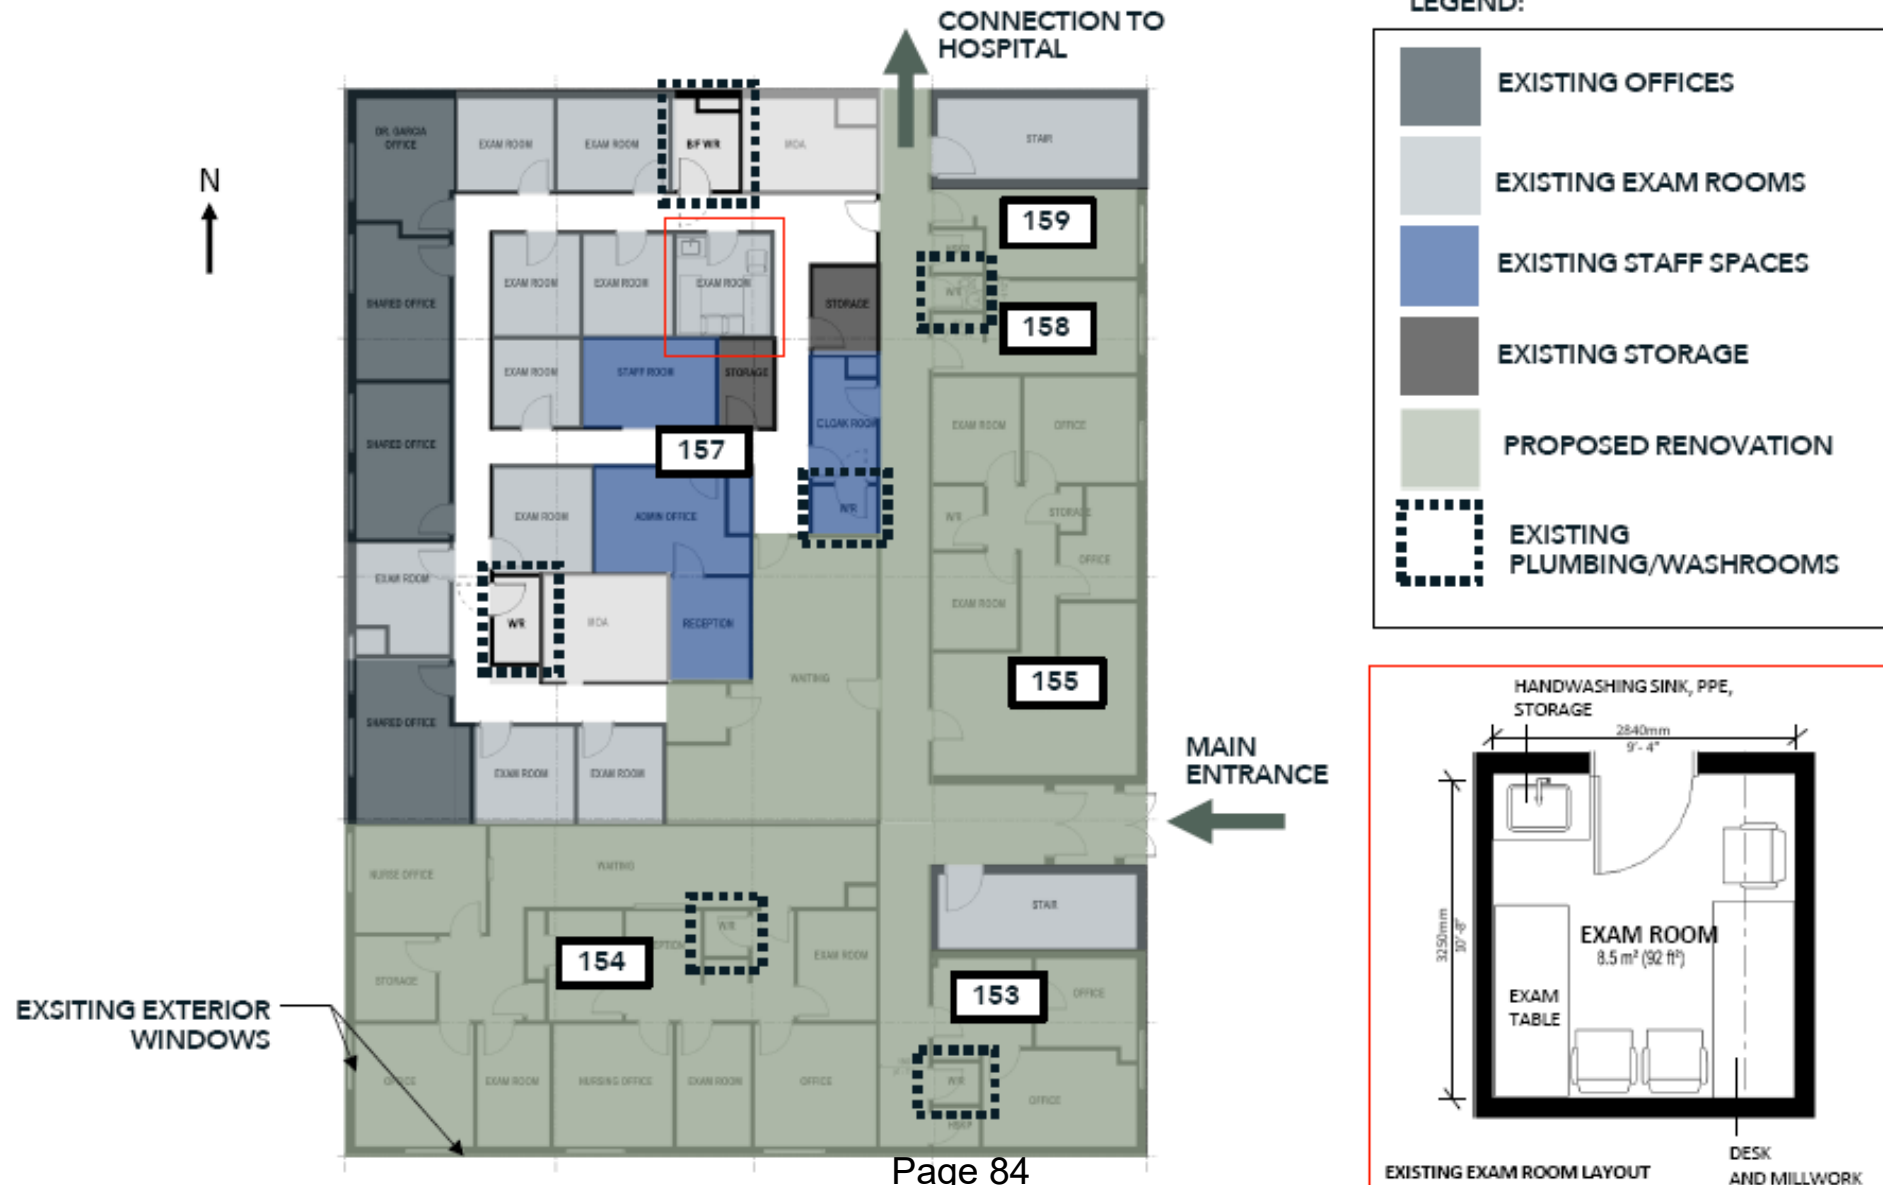 CONNECTION TO
HOSPITAL
LEGEND:
EXISTING OFFICES
EXISTING EXAM ROOMS
EXISTING STAFF SPACES
EXISTING STORAGE
PROPOSED RENOVATION
EXISTING
PLUMBING/WASHROOMS
N
DR. GARCIA
OFFICE
EXAM ROOM
EXAM ROOM
B/F WR
MOA
STAIR
159
WR
158
EXAM ROOM
EXAM ROOM
EXAM ROOM
STORAGE
SHARED OFFICE
EXAM ROOM
STAFF ROOM
STORAGE
CLOAK ROOM
EXAM ROOM
OFFICE
SHARED OFFICE
157
EXAM ROOM
ADMIN OFFICE
WR
WR
STORAGE
OFFICE
EXAM ROOM
EXAM ROOM
WR
MOA
RECEPTION
WAITING
155
SHARED OFFICE
EXAM ROOM
EXAM ROOM
MAIN
ENTRANCE
NURSE OFFICE
WAITING
WR
STAIR
EXAM ROOM
154
STORAGE
153
OFFICE
EXSITING EXTERIOR
WINDOWS
OFFICE
EXAM ROOM
NURSING OFFICE
EXAM ROOM
OFFICE
WR
OFFICE
Page 84
HANDWASHING SINK, PPE,
STORAGE
2840mm
9'- 4"
3250mm
10'-8"
EXAM ROOM
8.5 m² (92 ft²)
EXAM
TABLE
DESK
AND MILLWORK
EXISTING EXAM ROOM LAYOUT